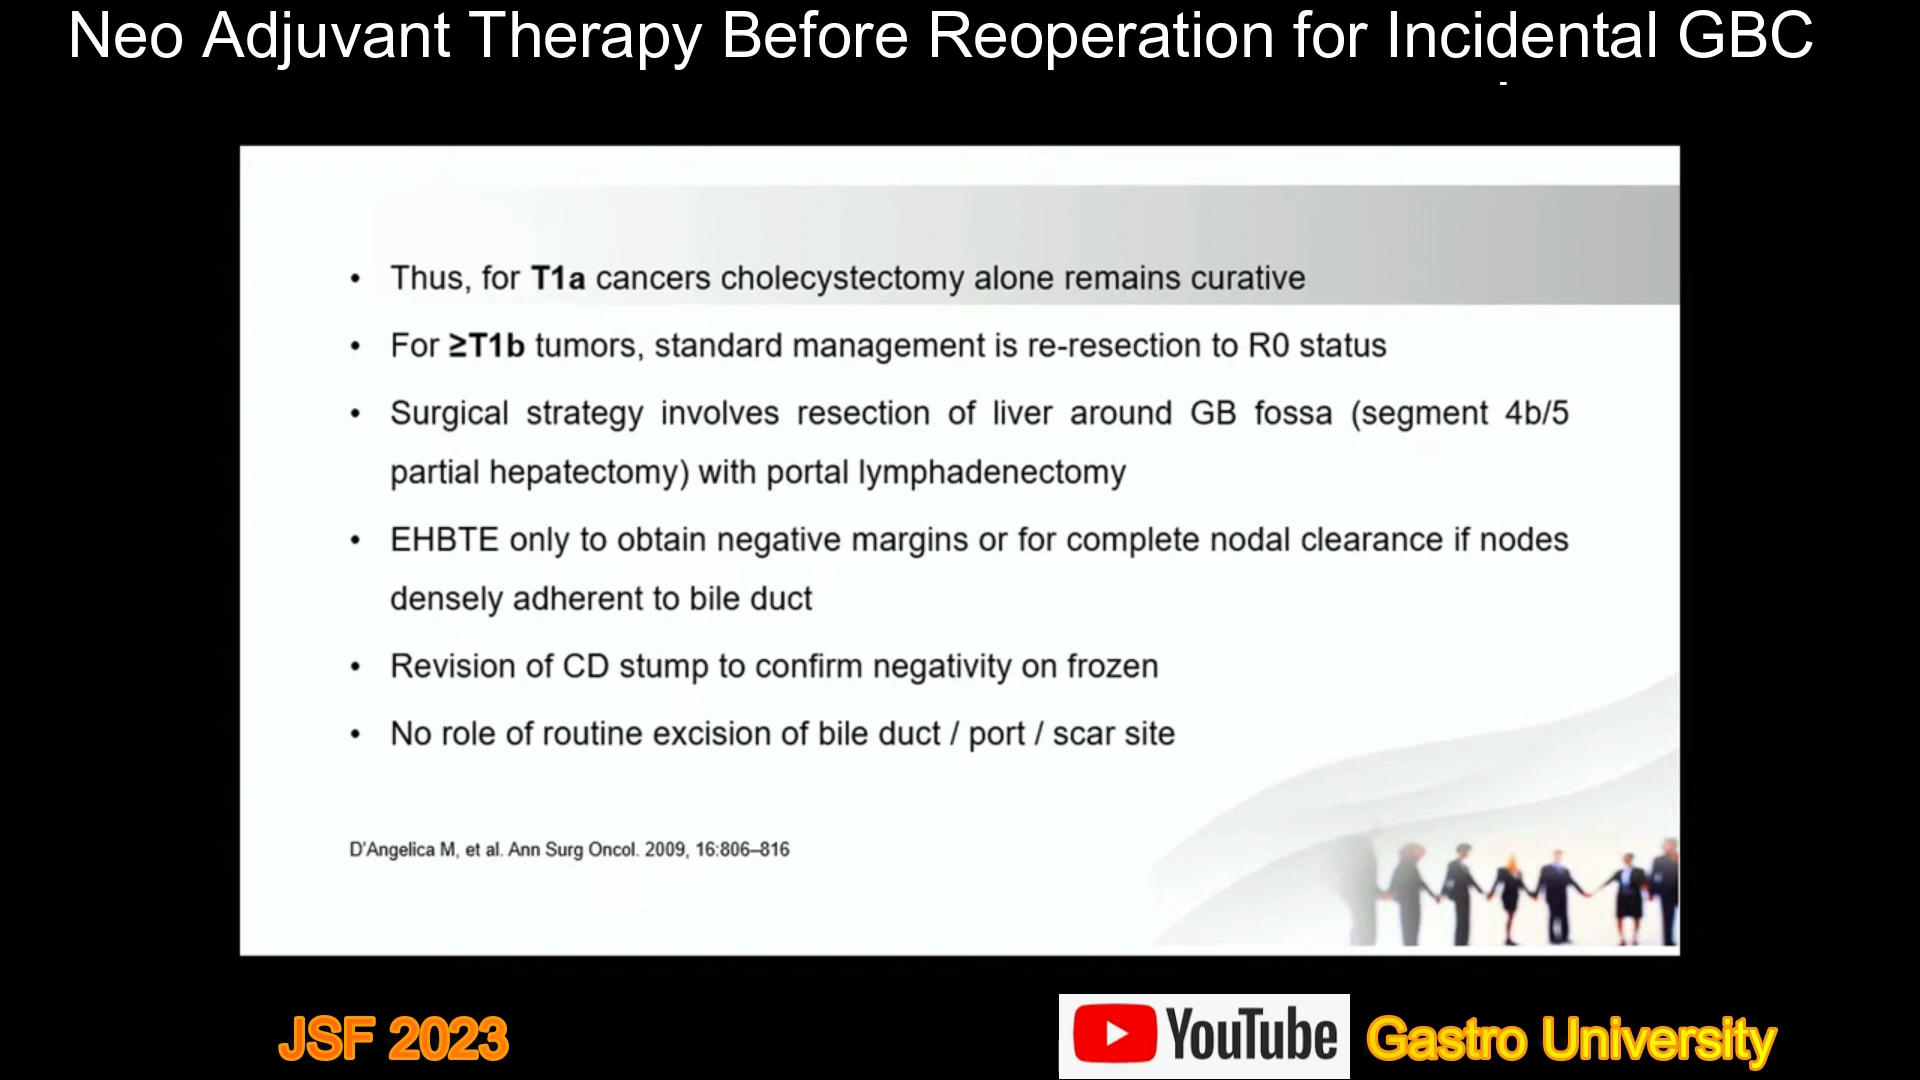 Neo Adjuvant Therapy Before Reoperation for Incidental GBC
• Thus, for T1a cancers cholecystectomy alone remains curative
• For ≥T1b tumors, standard management is re-resection to R0 status
• Surgical strategy involves resection of liver around GB fossa (segment 4b/5
partial hepatectomy) with portal lymphadenectomy
• EHBTE only to obtain negative margins or for complete nodal clearance if nodes
densely adherent to bile duct
• Revision of CD stump to confirm negativity on frozen
• No role of routine excision of bile duct / port / scar site
D'Angelica M, et al. Ann Surg Oncol. 2009, 16:806–816
JSF 2023
YouTube
Gastro University